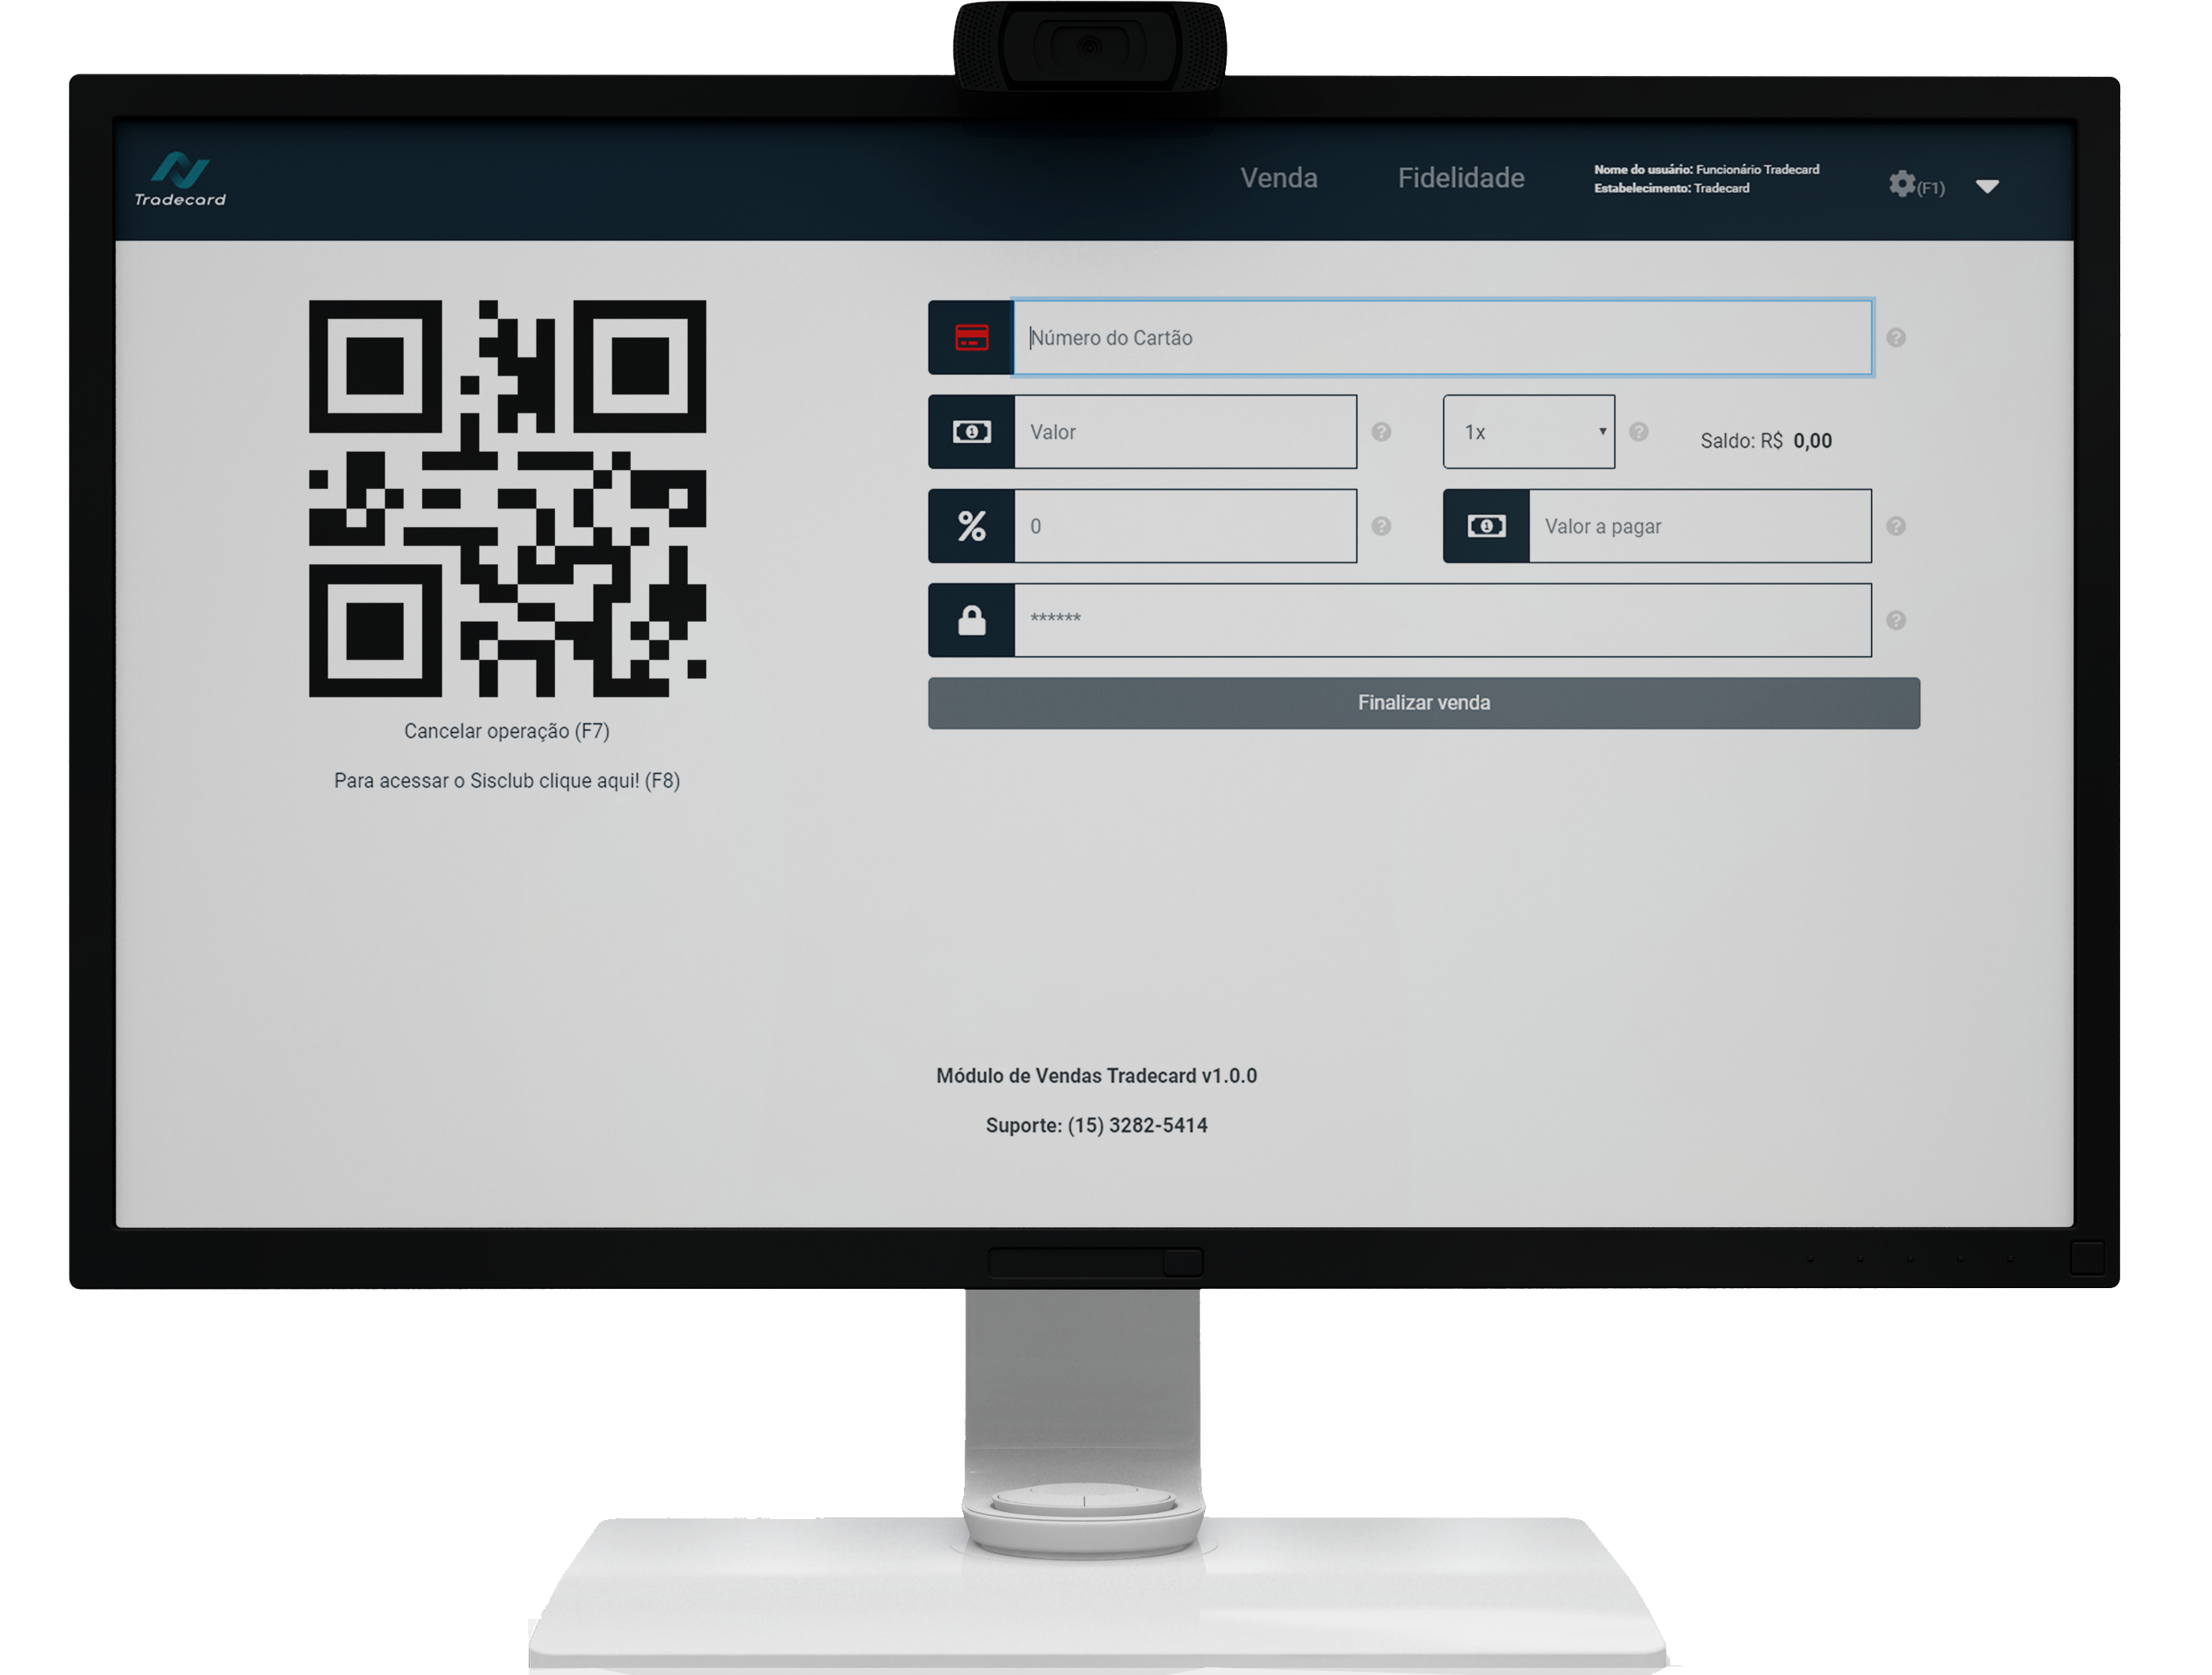 Tradecard
Venda
Fidelidade
Nome do usuário: Funcionário Tradecard
Estabelecimento: Tradecard
(F1)
Número do Cartão
Valor
1x
Saldo: R$ 0,00
%
0
Valor a pagar
******
Finalizar venda
Cancelar operação (F7)
Para acessar o Sisclub clique aqui! (F8)
Módulo de Vendas Tradecard v1.0.0
Suporte: (15) 3282-5414